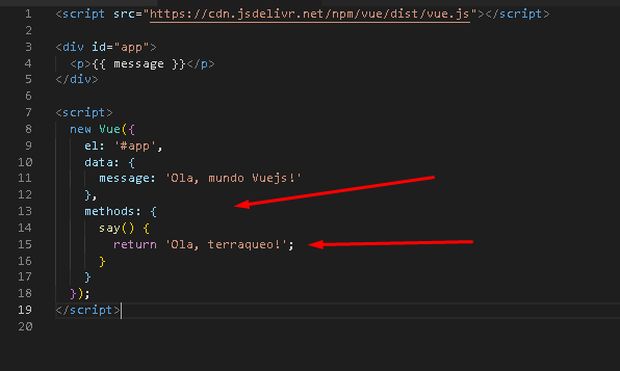 1 <script src="https://cdn.jsdelivr.net/npm/vue/dist/vue.js"></script>
2
3 <div id="app">
4   <p>{{ message }}</p>
5 </div>
6
7 <script>
8   new Vue({
9     el: '#app',
10     data: {
11       message: 'Ola, mundo Vuejs!'
12     },
13     methods: {
14       say() {
15         return 'Ola, terraqueo!';
16       }
17     }
18   });
19 </script>
20